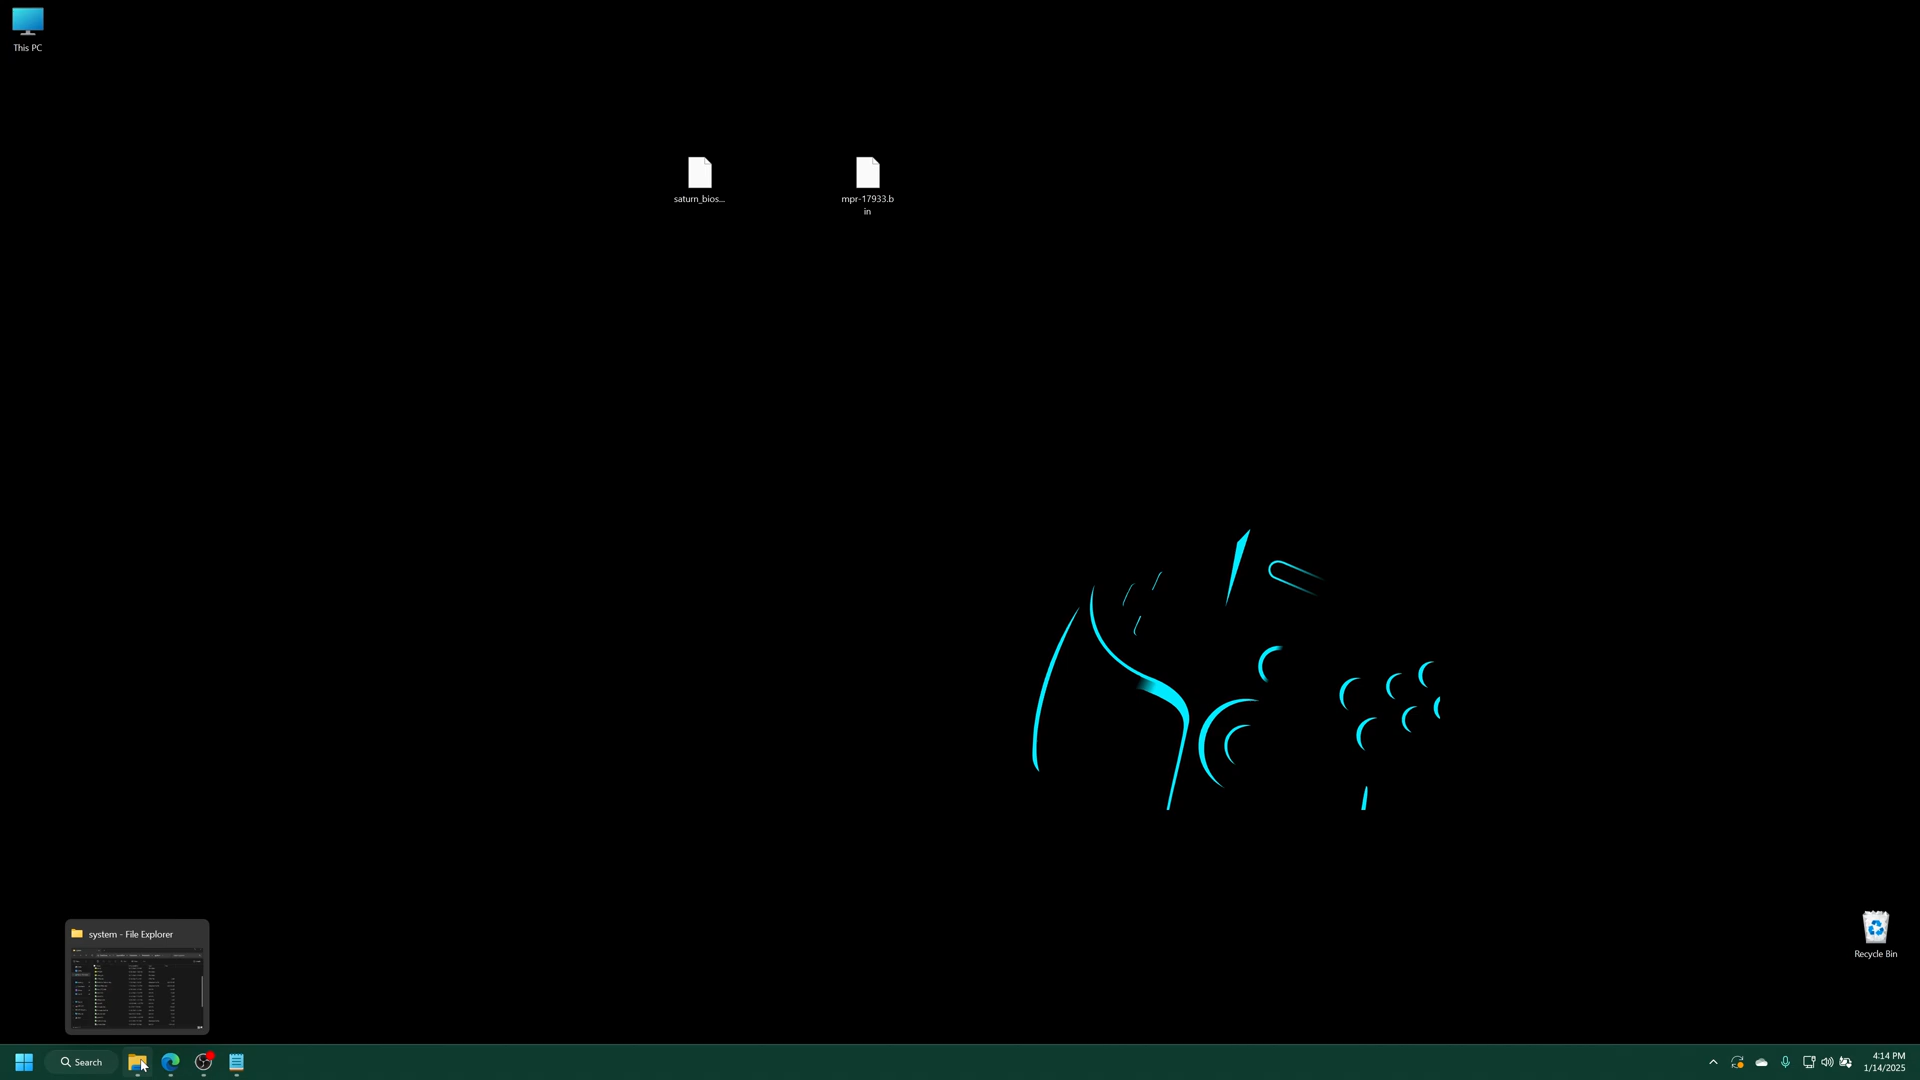 This PC
saturn_bios...
mpr-17933.b
in
system - File Explorer
Recycle Bin
Search
4:14 PM
1/14/2025